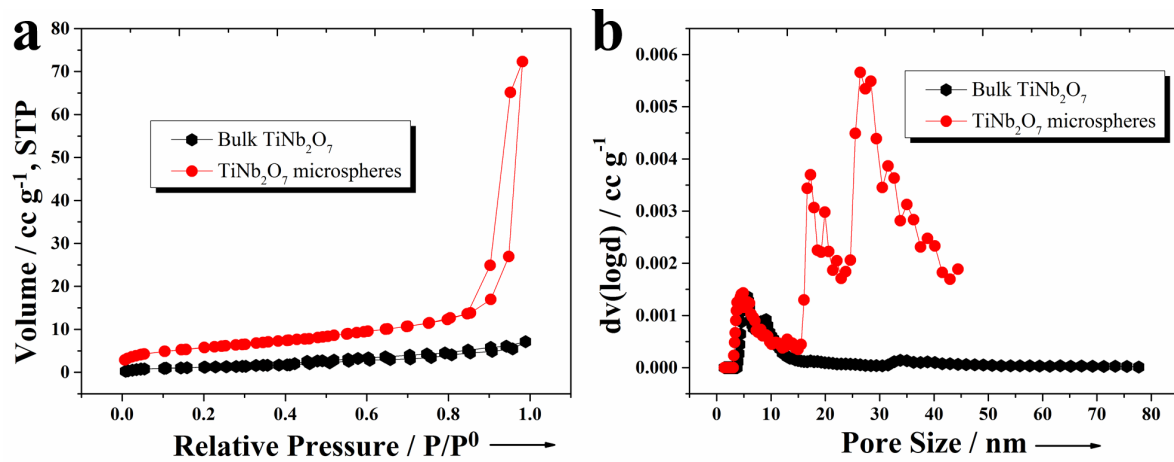 a
Volume / cc g⁻¹, STP
80
70
60
50
40
30
20
10
0
Bulk TiNb₂O₇
TiNb₂O₇ microspheres
0.0 0.2 0.4 0.6 0.8 1.0
Relative Pressure / P/P⁰
b
dv(logd) / cc g⁻¹
0.006
0.005
0.004
0.003
0.002
0.001
0.000
Bulk TiNb₂O₇
TiNb₂O₇ microspheres
0 10 20 30 40 50 60 70 80
Pore Size / nm